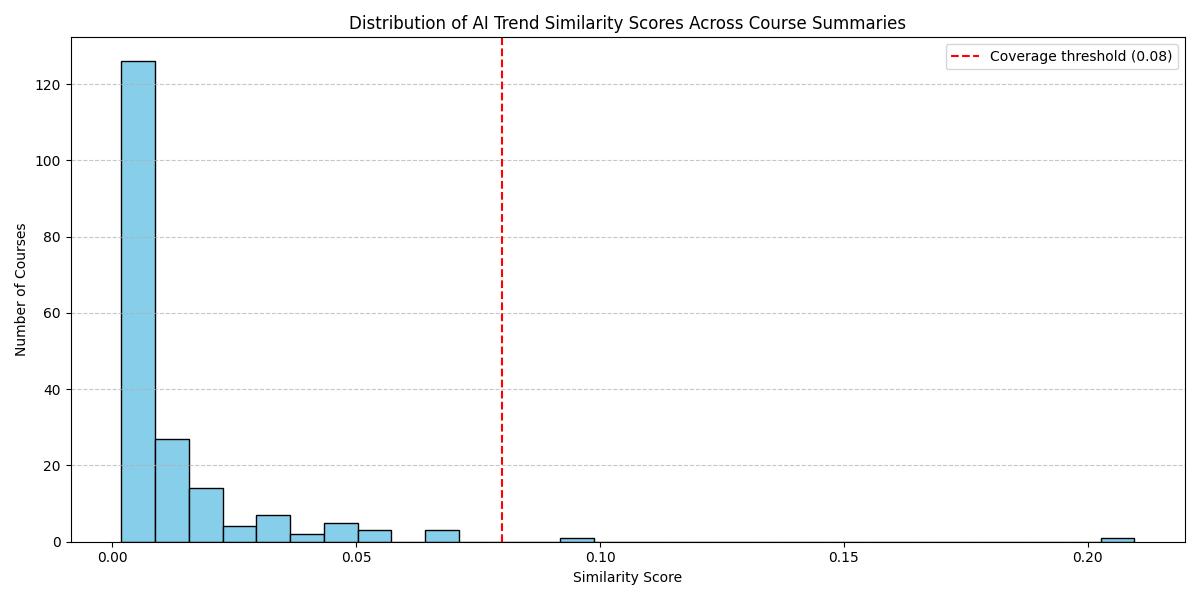 Distribution of AI Trend Similarity Scores Across Course Summaries
Coverage threshold (0.08)
Number of Courses
120
100
80
60
40
20
0
0.00 0.05 0.10 0.15 0.20
Similarity Score